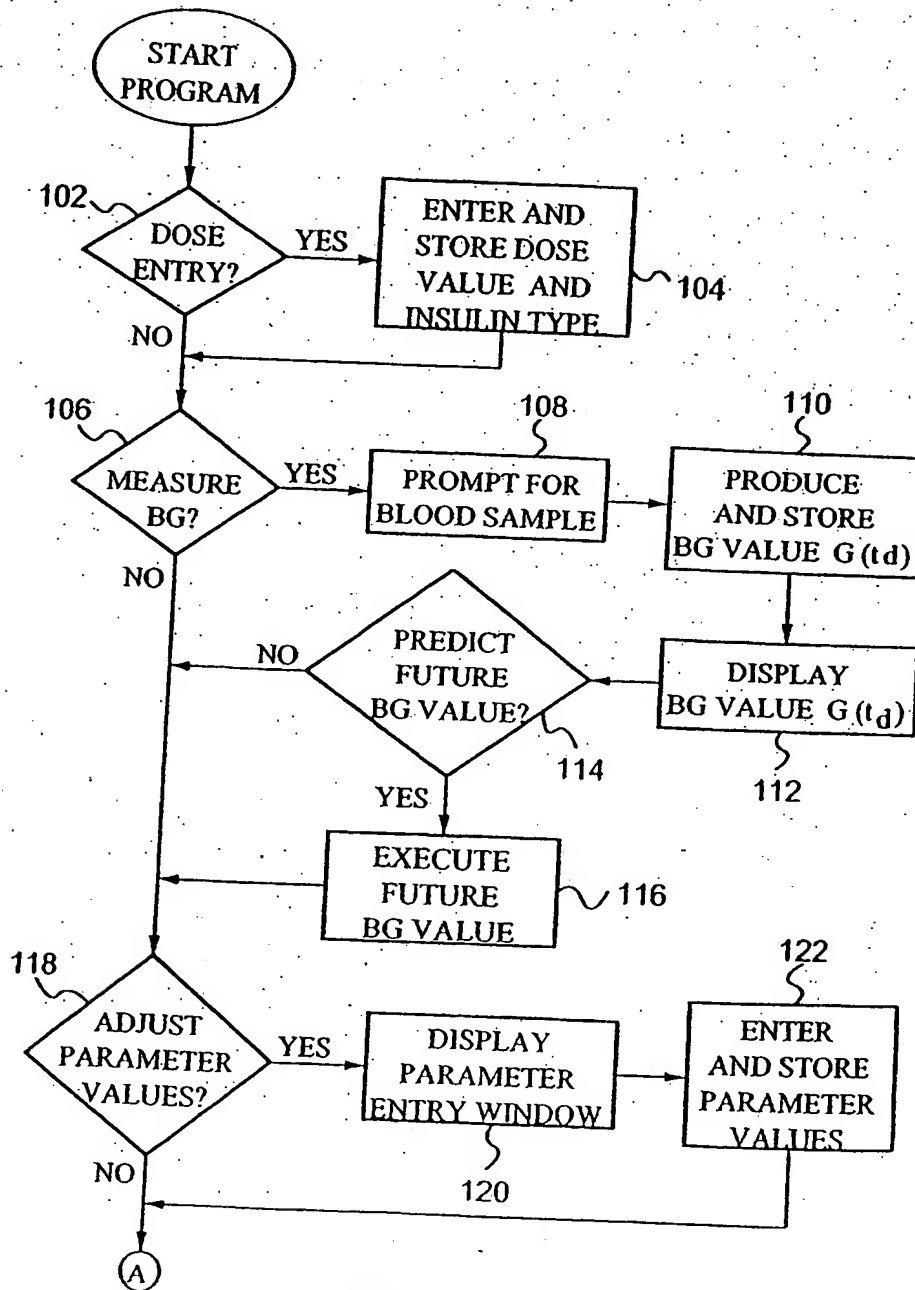 START
PROGRAM
102
DOSE
ENTRY?
YES
ENTER AND
STORE DOSE
VALUE AND
INSULIN TYPE
104
NO
106
MEASURE
BG?
YES
108
PROMPT FOR
BLOOD SAMPLE
110
PRODUCE
AND STORE
BG VALUE G (td)
NO
PREDICT
FUTURE
BG VALUE?
NO
DISPLAY
BG VALUE G (td)
114
112
YES
EXECUTE
FUTURE
BG VALUE
116
118
ADJUST
PARAMETER
VALUES?
YES
DISPLAY
PARAMETER
ENTRY WINDOW
120
122
ENTER
AND STORE
PARAMETER
VALUES
NO
A